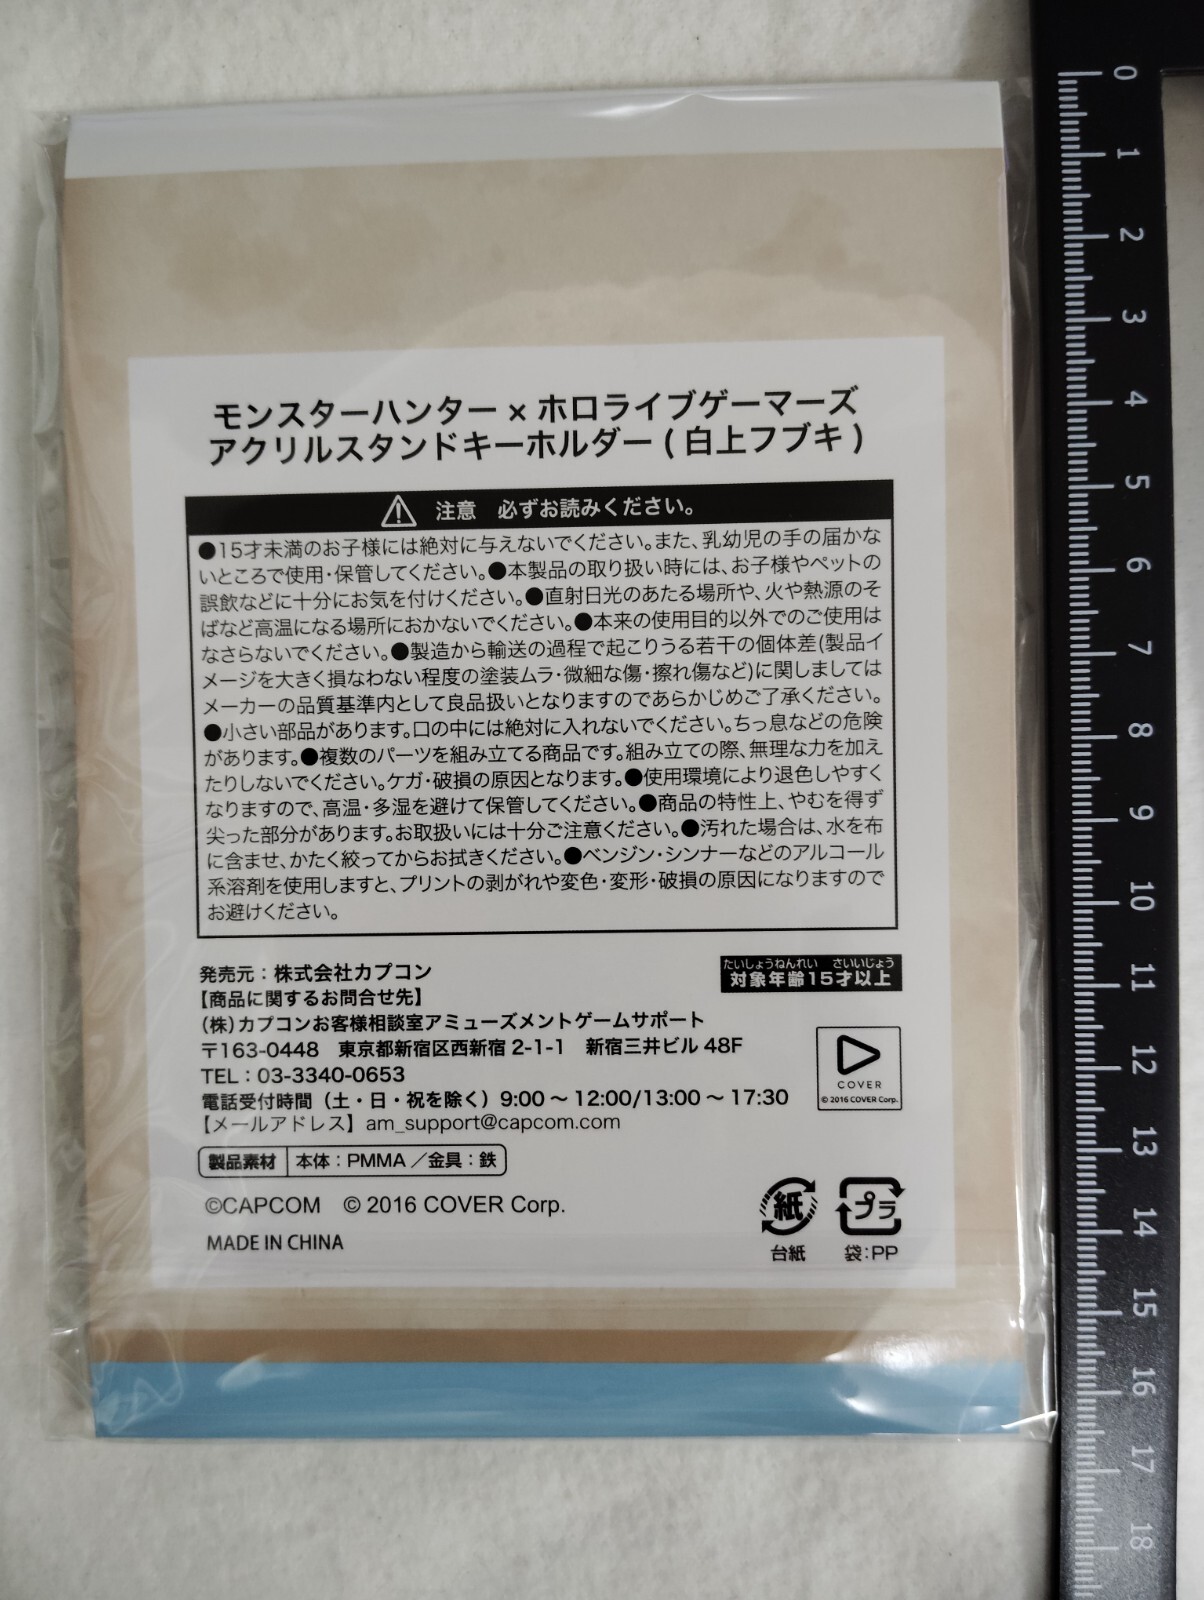 モンスターハンター × ホロライブゲーマーズ
アクリルスタンドキーホルダー ( 白上フブキ )
注意 必ずお読みください。
●15才未満のお子様には絶対に与えないでください。また、乳幼児の手の届かな
いところで使用・保管してください。●本製品の取り扱い時には、お子様やペットの
誤飲などに十分にお気を付けください。●直射日光のあたる場所や、火や熱源のそ
ばなど高温になる場所におかないでください。●本来の使用目的以外でのご使用は
なさらないでください。●製造から輸送の過程で起こりうる若干の個体差(製品イ
メージを大きく損なわない程度の塗装ムラ・微細な傷・擦れ傷など)に関しましては
メーカーの品質基準内として良品扱いとなりますのであらかじめご了承ください。
●小さい部品があります。口の中には絶対に入れないでください。ちっ息などの危険
があります。●複数のパーツを組み立てる商品です。組み立ての際、無理な力を加え
たりしないでください。ケガ・破損の原因となります。●使用環境により退色しやすく
なりますので、高温・多湿を避けて保管してください。●商品の特性上、やむを得ず
尖った部分があります。お取扱いには十分ご注意ください。●汚れた場合は、水を布
に含ませ、かたく絞ってからお拭きください。●ベンジン・シンナーなどのアルコール
系溶剤を使用しますと、プリントの剥がれや変色・変形・破損の原因になりますので
お避けください。
発売元：株式会社カプコン
【商品に関するお問合せ先】
(株)カプコンお客様相談室アミューズメントゲームサポート
〒163-0448 東京都新宿区西新宿 2-1-1 新宿三井ビル 48F
TEL：03-3340-0653
電話受付時間（土・日・祝を除く）9:00 ～ 12:00/13:00 ～ 17:30
【メールアドレス】am_support@capcom.com
たいしょうねんれい さいいじょう
対象年齢15才以上
COVER
© 2016 COVER Corp.
製品素材 本体：PMMA ／金具：鉄
©CAPCOM © 2016 COVER Corp.
MADE IN CHINA
紙
台紙
プラ
袋：PP
0
1
2
3
4
5
6
7
8
9
10
11
12
13
14
15
16
17
18